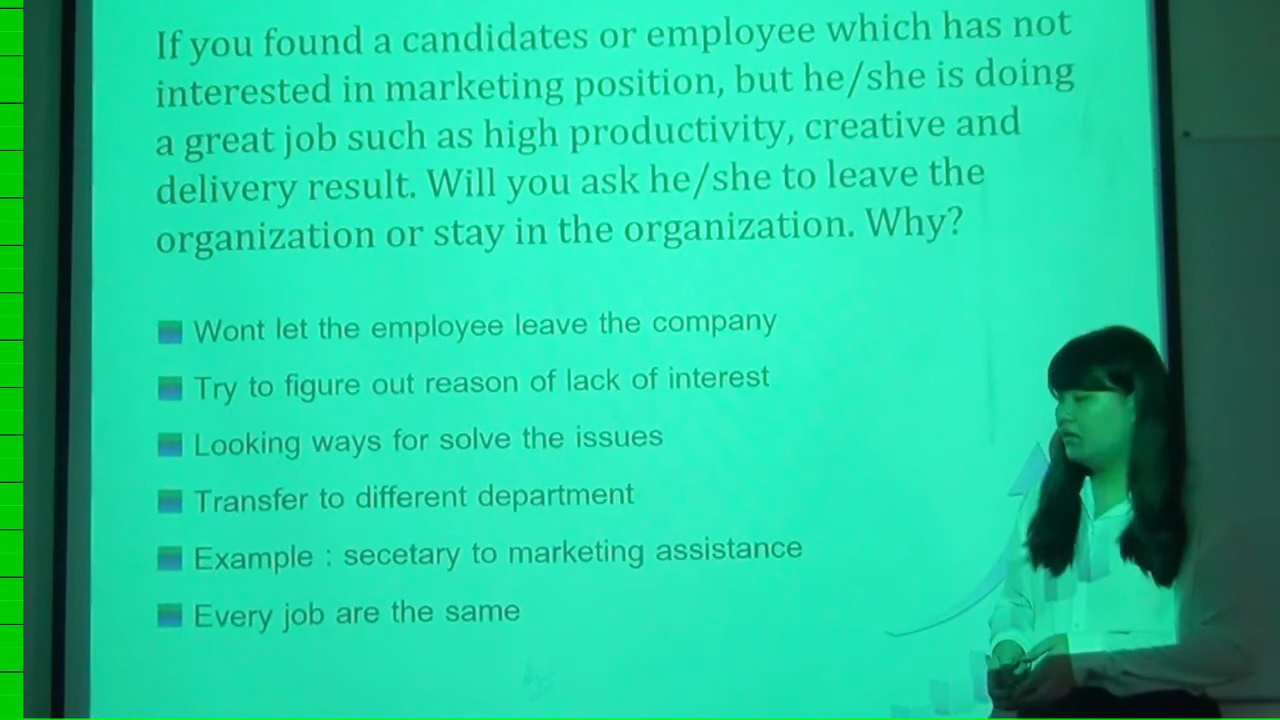 If you found a candidates or employee which has not
interested in marketing position, but he/she is doing
a great job such as high productivity, creative and
delivery result. Will you ask he/she to leave the
organization or stay in the organization. Why?
Wont let the employee leave the company
Try to figure out reason of lack of interest
Looking ways for solve the issues
Transfer to different department
Example : secetary to marketing assistance
Every job are the same